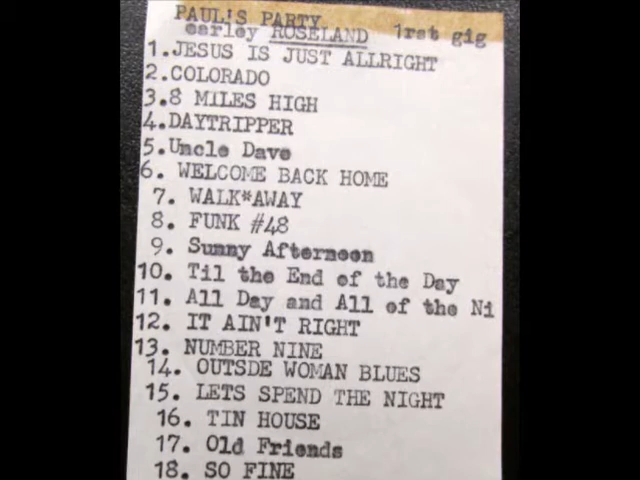 PAUL'S PARTY
earley ROSELAND 1rst gig
1.JESUS IS JUST ALLRIGHT
2.COLORADO
3.8 MILES HIGH
4.DAYTRIPPER
5.Uncle Dave
6. WELCOME BACK HOME
7. WALK*AWAY
8. FUNK #48
9. Sunny Afternoon
10. Til the End of the Day
11. All Day and All of the Ni
12. IT AIN'T RIGHT
13. NUMBER NINE
14. OUTSDE WOMAN BLUES
15. LETS SPEND THE NIGHT
16. TIN HOUSE
17. Old Friends
18. SO FINE